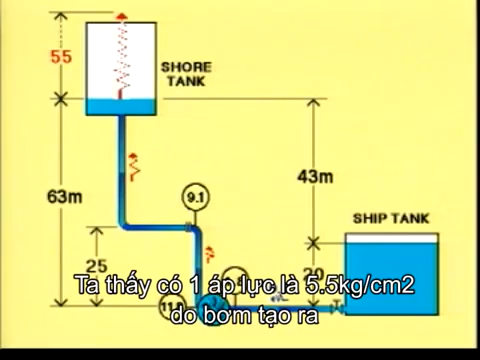 55
SHORE
TANK
63m
43m
9.1
SHIP TANK
25
20
Ta thấy có 1 áp lực là 5.5kg/cm2
do bơm tạo ra